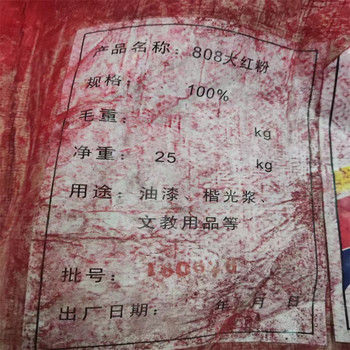 产品名称：808大红粉
规格： 100%
毛重： kg
净重： 25 kg
用途：油漆、楷光浆、
文教用品等
批号：
出厂日期： 年 月 日